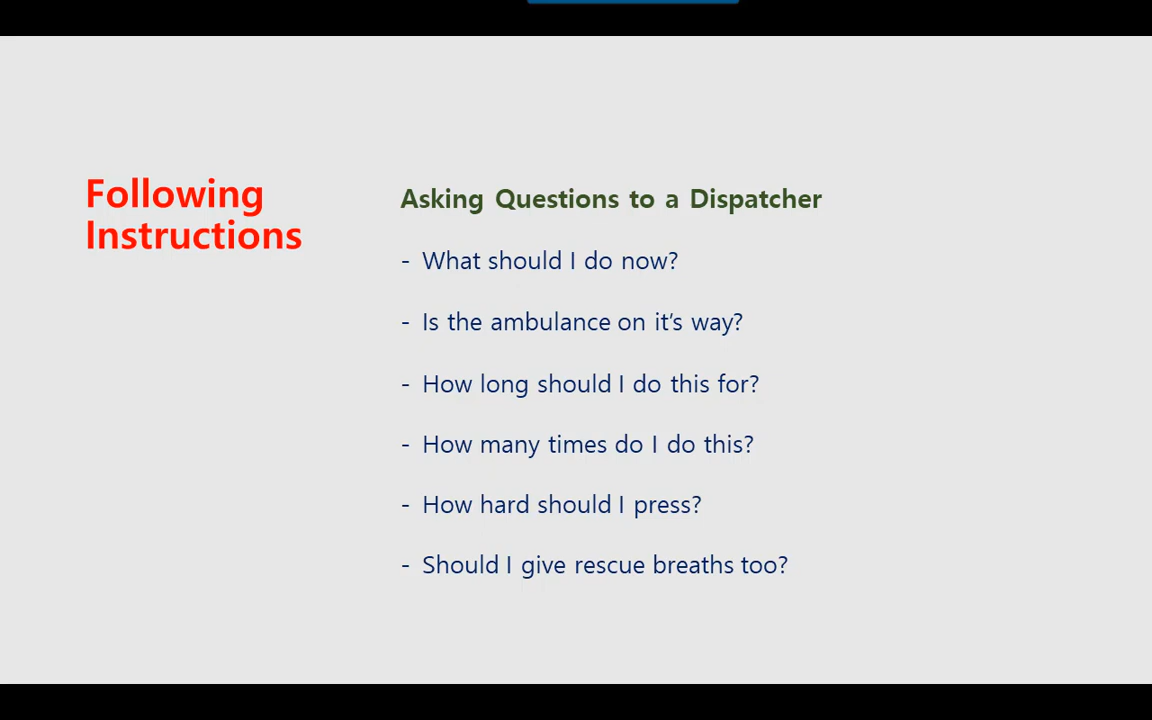 Following
Instructions
Asking Questions to a Dispatcher
- What should I do now?
- Is the ambulance on it's way?
- How long should I do this for?
- How many times do I do this?
- How hard should I press?
- Should I give rescue breaths too?